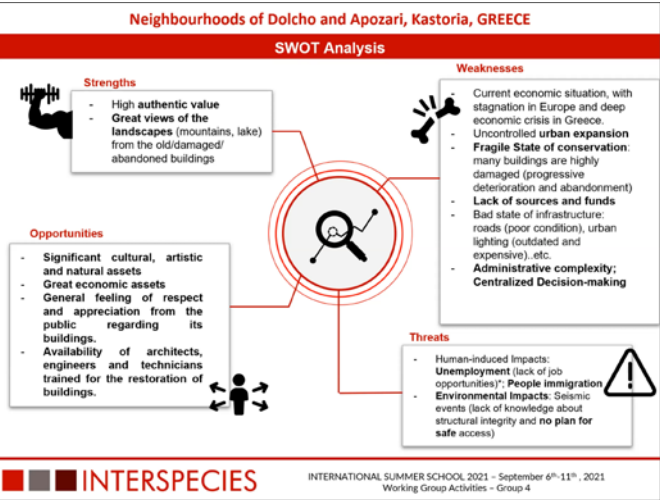 Neighbourhoods of Dolcho and Apozari, Kastoria, GREECE
SWOT Analysis
Strengths
- High authentic value
- Great views of the
landscapes (mountains, lake)
from the old/damaged/
abandoned buildings
Weaknesses
- Current economic situation, with
stagnation in Europe and deep
economic crisis in Greece.
- Uncontrolled urban expansion
- Fragile State of conservation:
many buildings are highly
damaged (progressive
deterioration and abandonment)
- Lack of sources and funds
- Bad state of infrastructure:
roads (poor condition), urban
lighting (outdated and
expensive)..etc.
- Administrative complexity;
Centralized Decision-making
Opportunities
- Significant cultural, artistic
and natural assets
- Great economic assets
- General feeling of respect
and appreciation from the
public regarding its
buildings.
- Availability of architects,
engineers and technicians
trained for the restoration of
buildings.
Threats
- Human-induced Impacts:
Unemployment (lack of job
opportunities)*; People immigration
- Environmental Impacts: Seismic
events (lack of knowledge about
structural integrity and no plan for
safe access)
INTERSPECIES
INTERNATIONAL SUMMER SCHOOL 2021 – September 6th-11th , 2021
Working Group Activities – Group 4